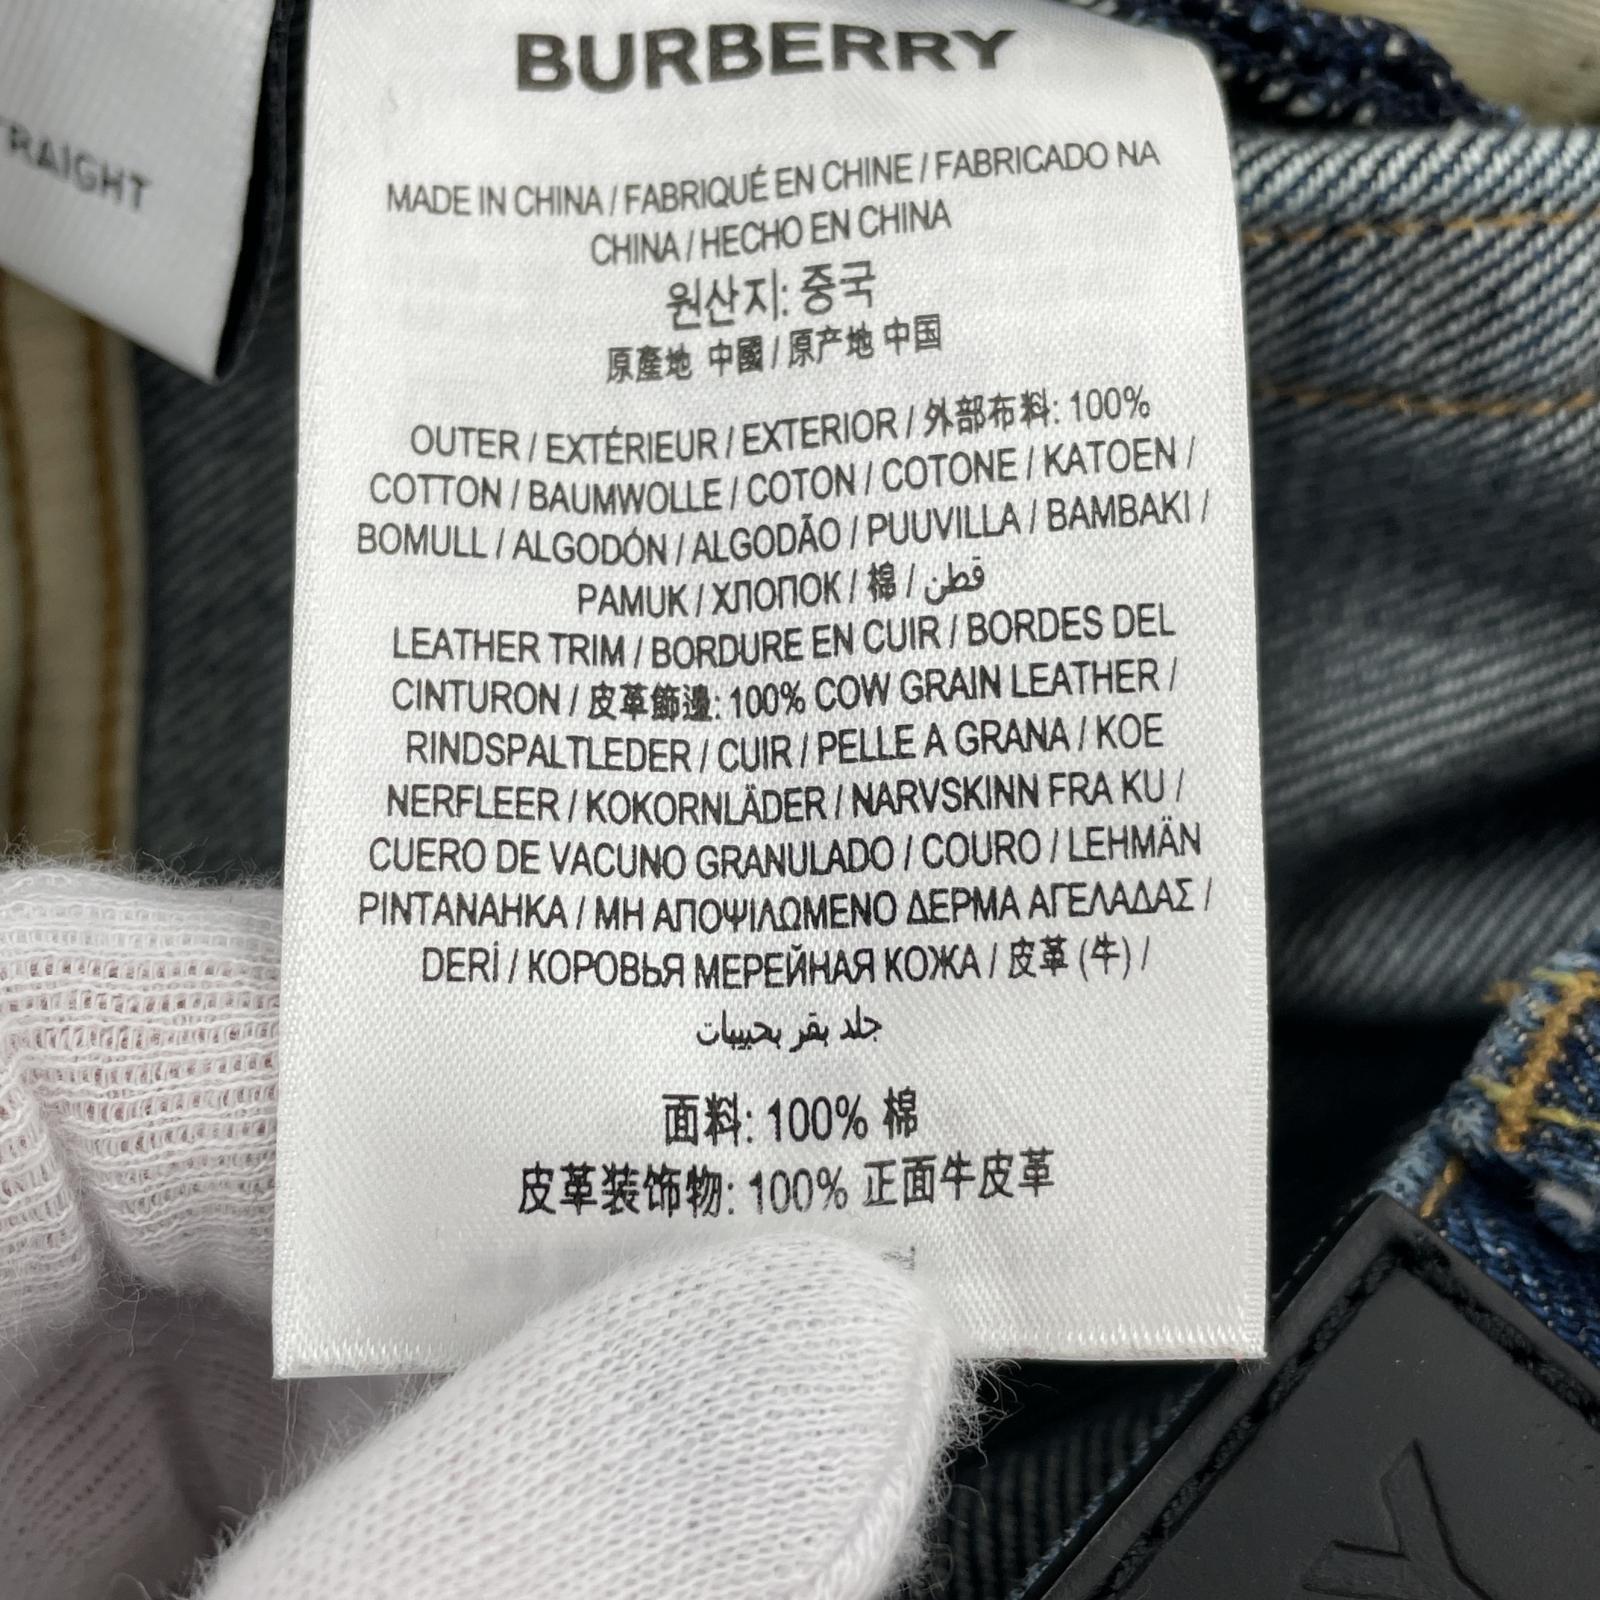 BURBERRY
MADE IN CHINA / FABRIQUÉ EN CHINE / FABRICADO NA
CHINA / HECHO EN CHINA
원산지: 중국
原產地 中國 / 原产地 中国
OUTER / EXTÉRIEUR / EXTERIOR / 外部布料: 100%
COTTON / BAUMWOLLE / COTON / COTONE / KATOEN /
BOMULL / ALGODÓN / ALGODÃO / PUUVILLA / BAMBAKI /
PAMUK / ХЛОПОК / 棉 / قطن
LEATHER TRIM / BORDURE EN CUIR / BORDES DEL
CINTURON / 皮革飾邊: 100% COW GRAIN LEATHER /
RINDSPALTLEDER / CUIR / PELLE A GRANA / KOE
NERFLEER / KOKORNLÄDER / NARVSKINN FRA KU /
CUERO DE VACUNO GRANULADO / COURO / LEHMÄN
PINTANAHKA / ΜΗ ΑΠΟΨΙΛΩΜΕΝΟ ΔΕΡΜΑ ΑΓΕΛΑΔΑΣ /
DERİ / КОРОВЬЯ МЕРЕЙНАЯ КОЖА / 皮革 (牛) /
جلد بقر بحبيبات
面料: 100% 棉
皮革装饰物: 100% 正面牛皮革